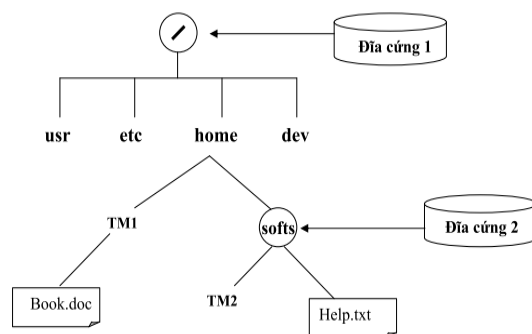 /
Đĩa cứng 1
usr
etc
home
dev
TM1
softs
Đĩa cứng 2
Book.doc
TM2
Help.txt